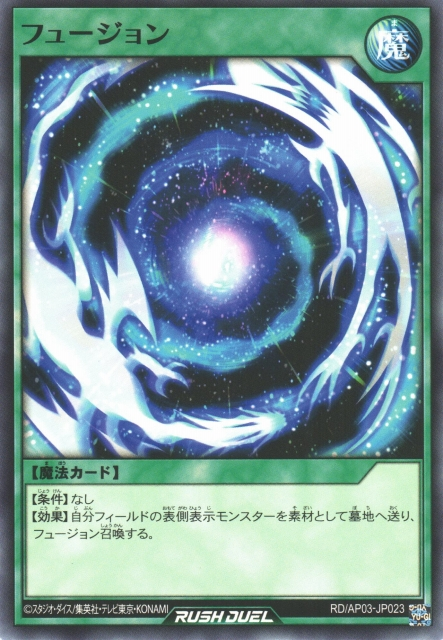 フュージョン
魔
【魔法カード】
【条件】なし
【効果】自分フィールドの表側表示モンスターを素材として墓地へ送り、
フュージョン召喚する。
©スタジオ・ダイス/集英社・テレビ東京・KONAMI
RUSH DUEL
RD/AP03-JP023